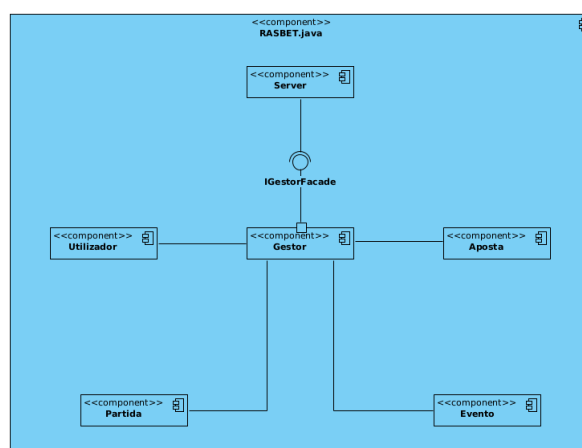 <<component>>
RASBET.java
<<component>>
Server
IGestorFacade
<<component>>
Utilizador
<<component>>
Gestor
<<component>>
Aposta
<<component>>
Partida
<<component>>
Evento